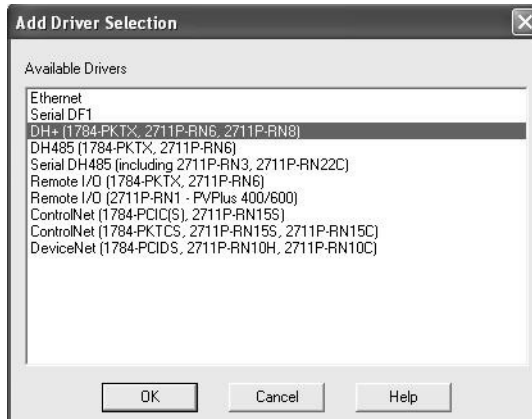 Add Driver Selection
Available Drivers
Ethernet
Serial DF1
DH+ (1784-PKTX, 2711P-RN6, 2711P-RN8)
DH485 (1784-PKTX, 2711P-RN6)
Serial DH485 (including 2711P-RN3, 2711P-RN22C)
Remote I/O (1784-PKTX, 2711P-RN6)
Remote I/O (2711P-RN1 - PVPlus 400/600)
ControlNet (1784-PCIC(S), 2711P-RN15S)
ControlNet (1784-PKTCS, 2711P-RN15S, 2711P-RN15C)
DeviceNet (1784-PCIDS, 2711P-RN10H, 2711P-RN10C)
OK Cancel Help